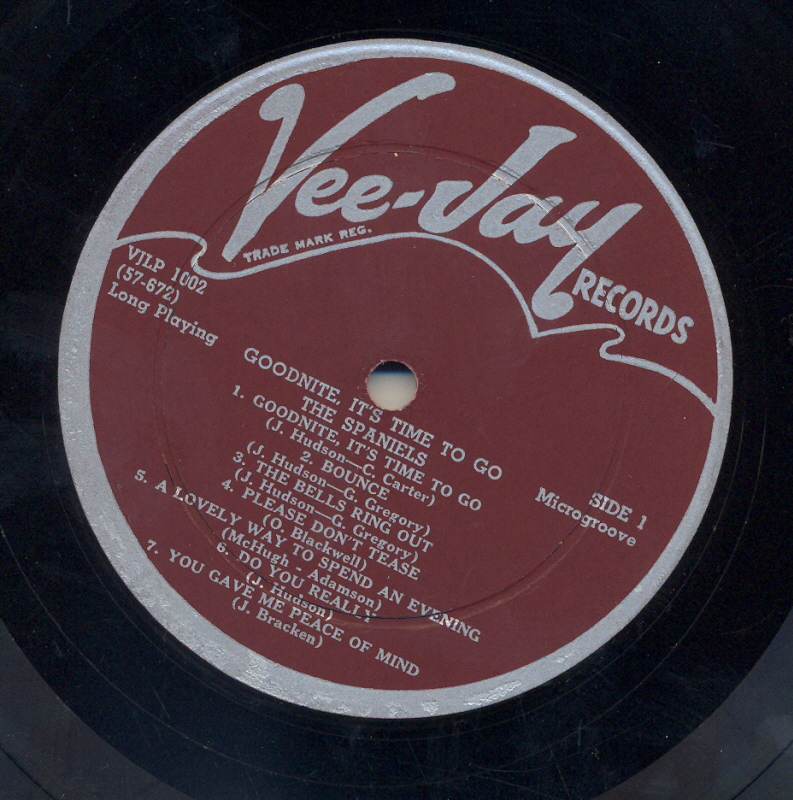 Vee-Jay
TRADE MARK REG.
RECORDS
VJLP 1002
(57-672)
Long Playing
SIDE 1
Microgroove
GOODNITE, IT'S TIME TO GO
THE SPANIELS
1. GOODNITE, IT'S TIME TO GO
(J. Hudson—C. Carter)
2. BOUNCE
(J. Hudson—G. Gregory)
3. THE BELLS RING OUT
(J. Hudson—G. Gregory)
4. PLEASE DON'T TEASE
(O. Blackwell)
5. A LOVELY WAY TO SPEND AN EVENING
(McHugh - Adamson)
6. DO YOU REALLY
(J. Hudson)
7. YOU GAVE ME PEACE OF MIND
(J. Bracken)